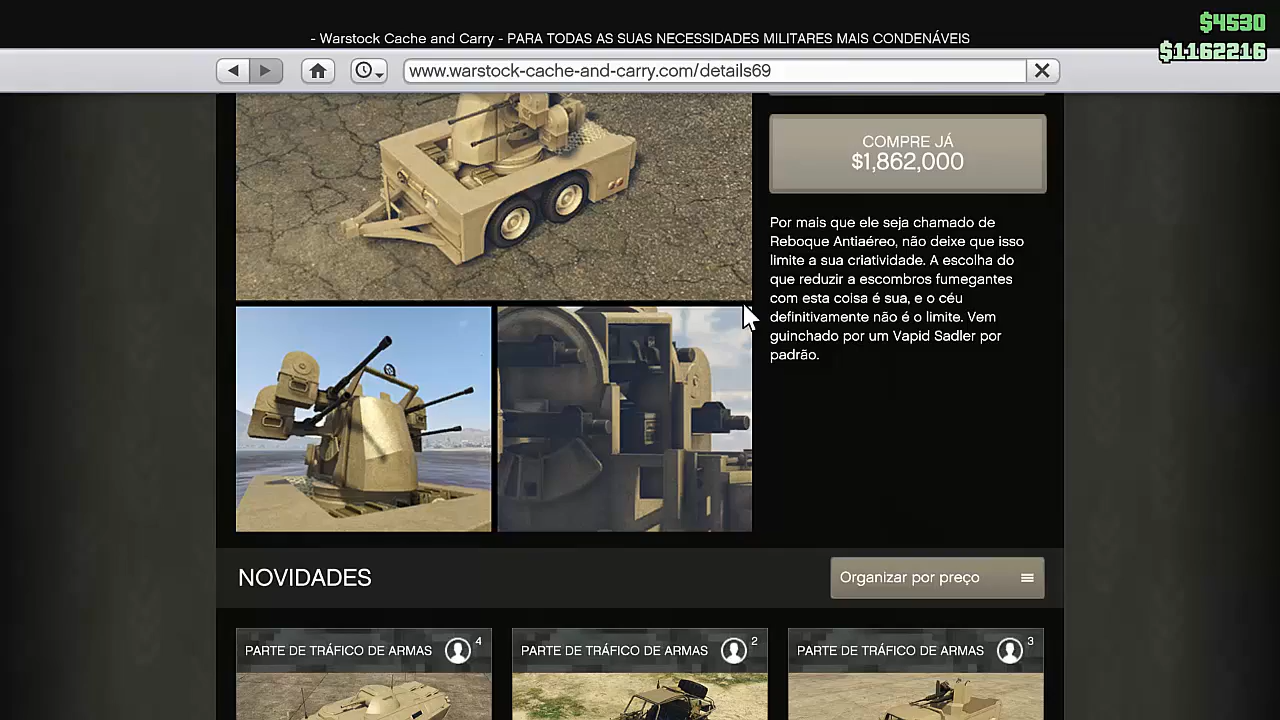 $4530
- Warstock Cache and Carry - PARA TODAS AS SUAS NECESSIDADES MILITARES MAIS CONDENÁVEIS
$1162216
www.warstock-cache-and-carry.com/details69
COMPRE JÁ
$1,862,000
Por mais que ele seja chamado de
Reboque Antiaéreo, não deixe que isso
limite a sua criatividade. A escolha do
que reduzir a escombros fumegantes
com esta coisa é sua, e o céu
definitivamente não é o limite. Vem
guinchado por um Vapid Sadler por
padrão.
NOVIDADES
Organizar por preço
PARTE DE TRÁFICO DE ARMAS 4
PARTE DE TRÁFICO DE ARMAS 2
PARTE DE TRÁFICO DE ARMAS 3